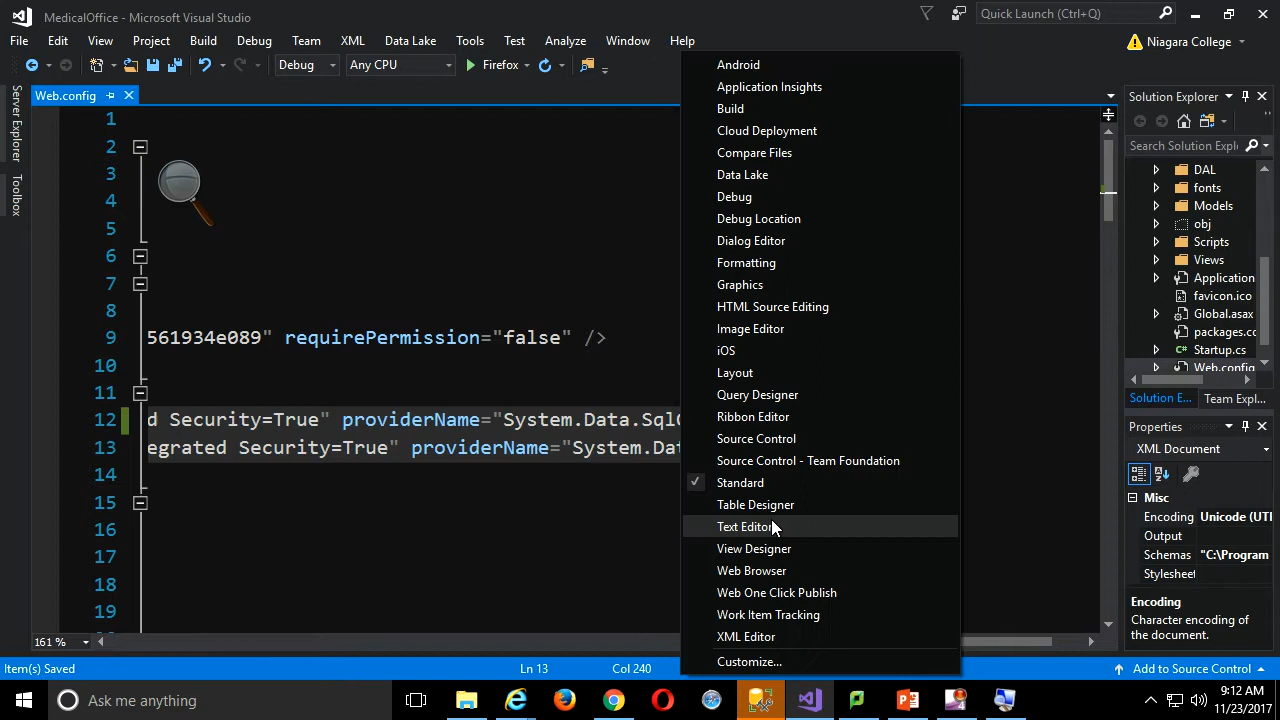 MedicalOffice - Microsoft Visual Studio
Quick Launch (Ctrl+Q)
File Edit View Project Build Debug Team XML Data Lake Tools Test Analyze Window Help
Niagara College
Debug Any CPU Firefox
Web.config
Server Explorer
Toolbox
1
2
3
4
5
6
7
8
9 561934e089" requirePermission="false" />
10
11
12 d Security=True" providerName="System.Data.SqlC
13 egrated Security=True" providerName="System.Dat
14
15
16
17
18
19
161 %
Android
Application Insights
Build
Cloud Deployment
Compare Files
Data Lake
Debug
Debug Location
Dialog Editor
Formatting
Graphics
HTML Source Editing
Image Editor
iOS
Layout
Query Designer
Ribbon Editor
Source Control
Source Control - Team Foundation
Standard
Table Designer
Text Editor
View Designer
Web Browser
Web One Click Publish
Work Item Tracking
XML Editor
Customize...
Solution Explorer
Search Solution Explo
DAL
fonts
Models
obj
Scripts
Views
Application
favicon.ico
Global.asax
packages.co
Startup.cs
Web.config
Solution E... Team Expl...
Properties
XML Document
Misc
Encoding Unicode (UTI
Output
Schemas "C:\Program
Stylesheet
Encoding
Character encoding of
the document.
Item(s) Saved Ln 13 Col 240 Add to Source Control
Ask me anything
9:12 AM
11/23/2017